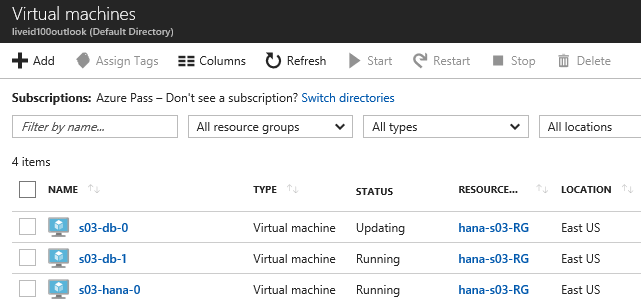 Virtual machines
liveid100outlook (Default Directory)
Add Assign Tags Columns Refresh Start Restart Stop Delete
Subscriptions: Azure Pass – Don't see a subscription? Switch directories
Filter by name... All resource groups All types All locations
4 items
NAME TYPE STATUS RESOURCE... LOCATION
s03-db-0 Virtual machine Updating hana-s03-RG East US
s03-db-1 Virtual machine Running hana-s03-RG East US
s03-hana-0 Virtual machine Running hana-s03-RG East US